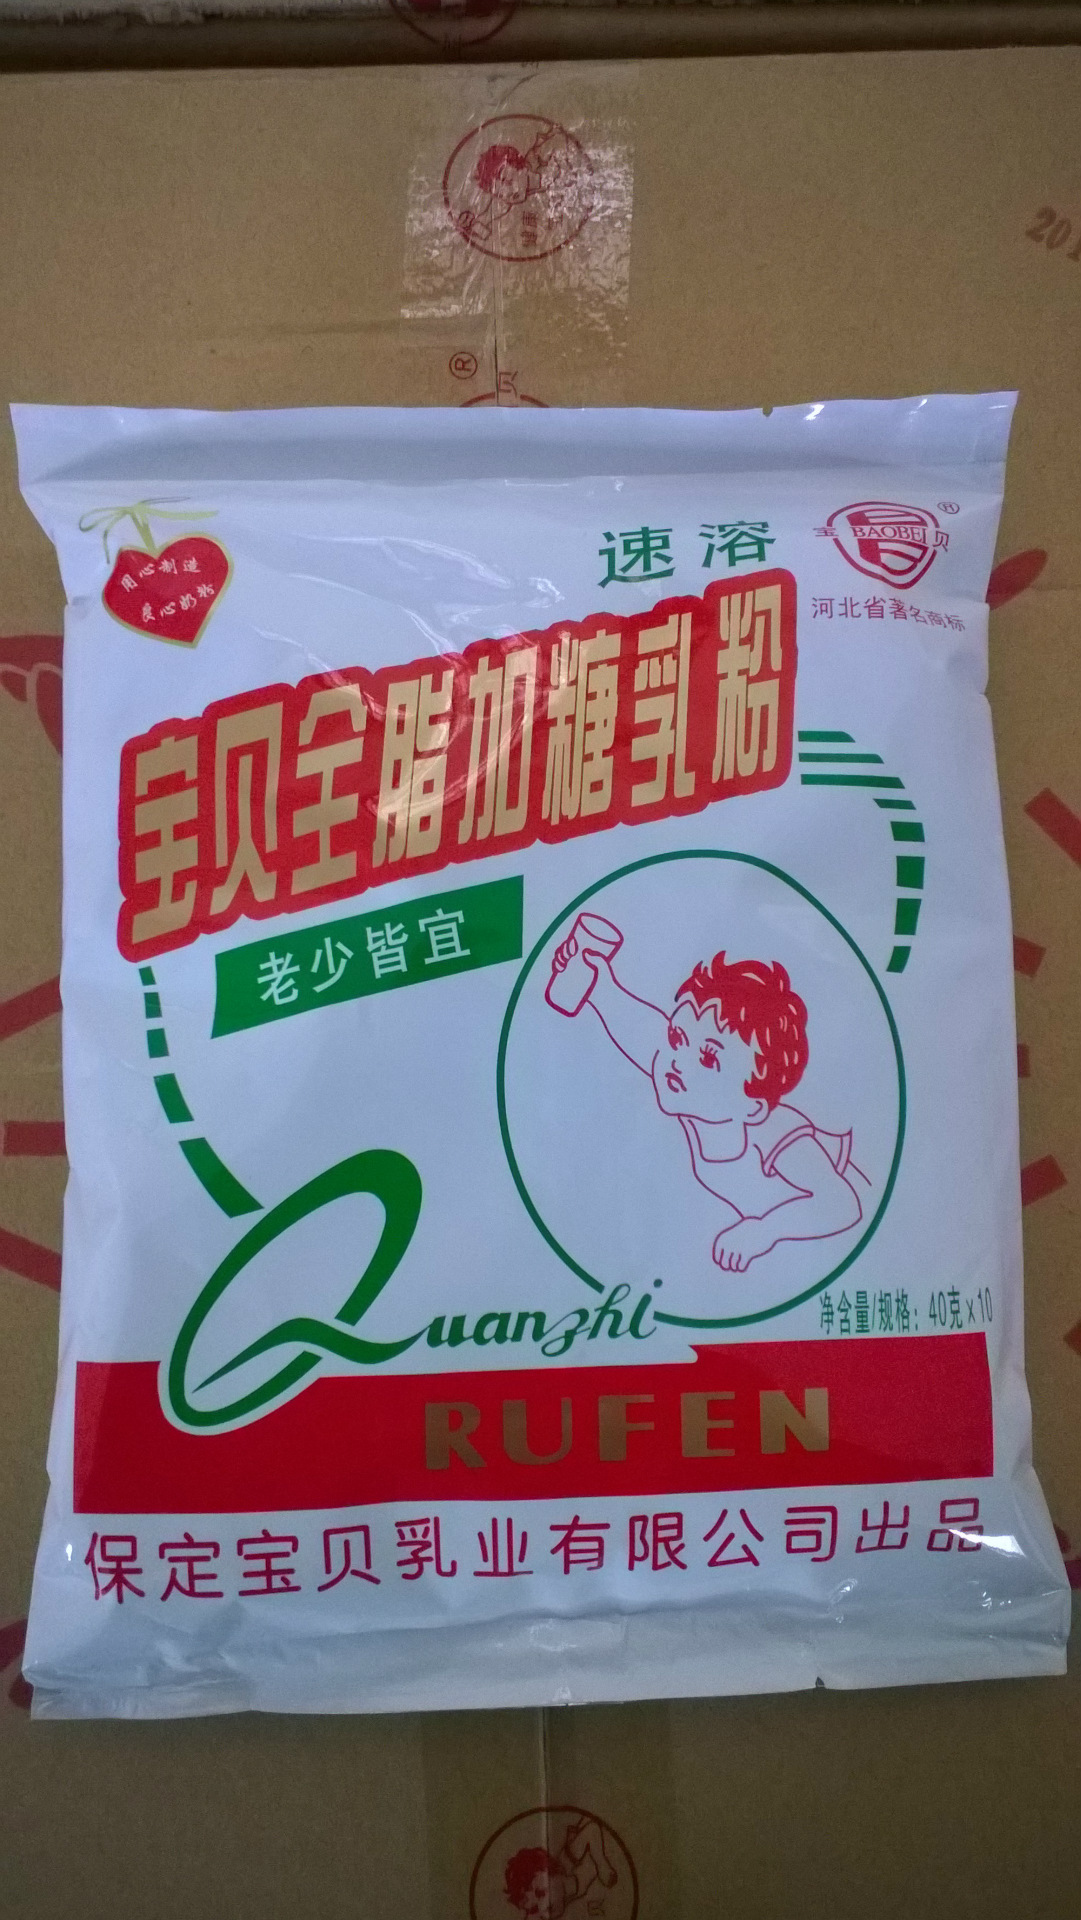 201
®
用心制造
爱心奶粉
速溶
宝 BAOBEI 贝 ®
河北省著名商标
宝贝全脂加糖乳粉
老少皆宜
Quanzhi
净含量/规格：40克×10
RUFEN
保定宝贝乳业有限公司出品